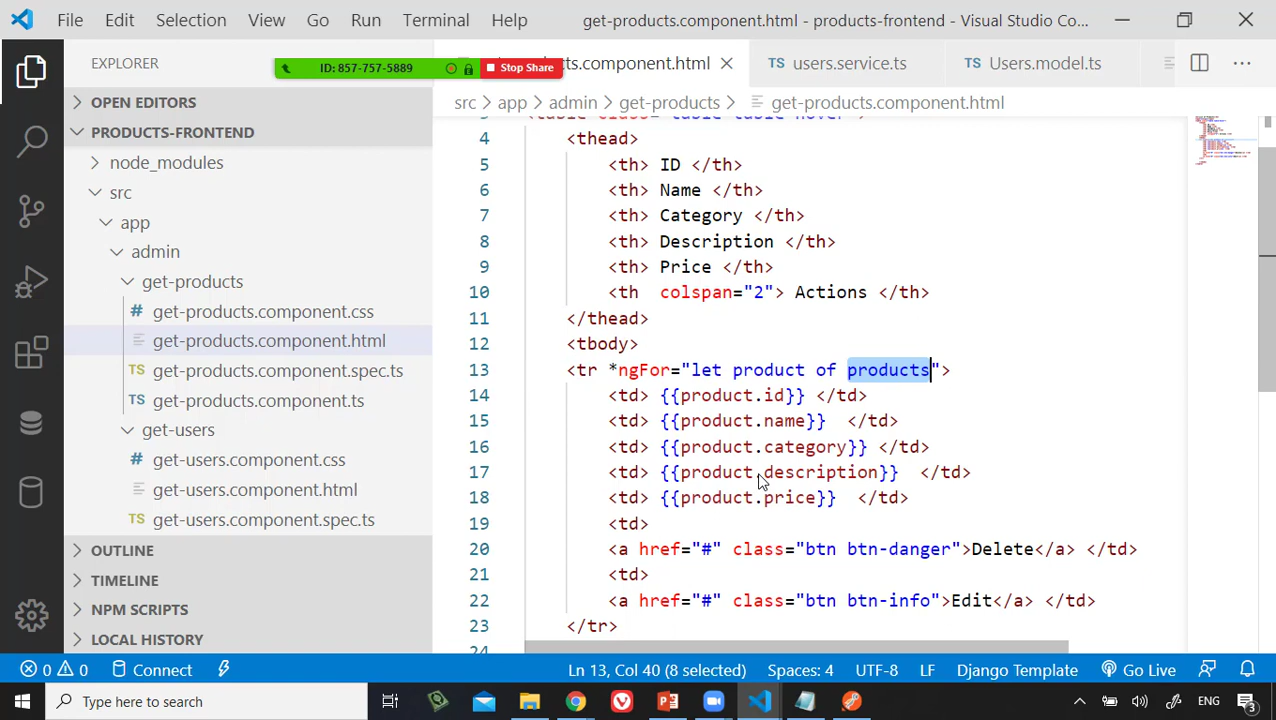 File Edit Selection View Go Run Terminal Help get-products.component.html - products-frontend - Visual Studio Co...
EXPLORER
ID: 857-757-5889 Stop Share
ts.component.html users.service.ts Users.model.ts
src > app > admin > get-products > get-products.component.html
OPEN EDITORS
PRODUCTS-FRONTEND
node_modules
src
app
admin
get-products
# get-products.component.css
get-products.component.html
TS get-products.component.spec.ts
TS get-products.component.ts
get-users
# get-users.component.css
get-users.component.html
TS get-users.component.spec.ts
OUTLINE
TIMELINE
NPM SCRIPTS
LOCAL HISTORY
4 <thead>
5 <th> ID </th>
6 <th> Name </th>
7 <th> Category </th>
8 <th> Description </th>
9 <th> Price </th>
10 <th  colspan="2"> Actions </th>
11 </thead>
12 <tbody>
13 <tr *ngFor="let product of products">
14 <td> {{product.id}} </td>
15 <td> {{product.name}}  </td>
16 <td> {{product.category}} </td>
17 <td> {{product.description}}  </td>
18 <td> {{product.price}}  </td>
19 <td>
20 <a href="#" class="btn btn-danger">Delete</a> </td>
21 <td>
22 <a href="#" class="btn btn-info">Edit</a> </td>
23 </tr>
0 0 Connect Ln 13, Col 40 (8 selected) Spaces: 4 UTF-8 LF Django Template Go Live
Type here to search ENG 3